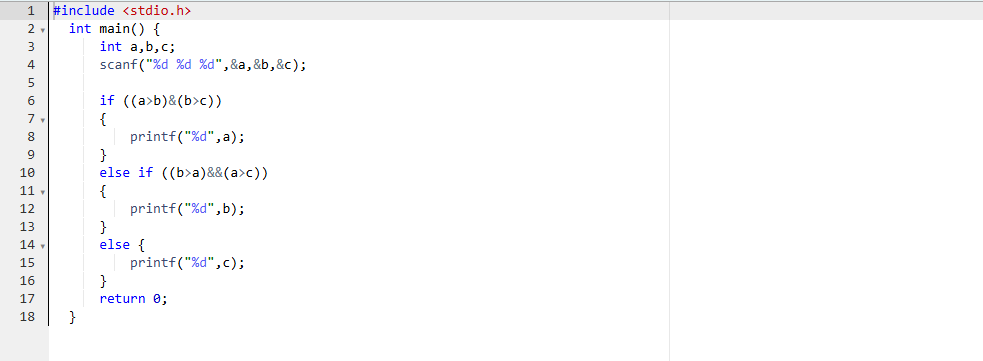 1 #include <stdio.h>
2 int main() {
3 int a,b,c;
4 scanf("%d %d %d",&a,&b,&c);
5
6 if ((a>b)&(b>c))
7 {
8 printf("%d",a);
9 }
10 else if ((b>a)&&(a>c))
11 {
12 printf("%d",b);
13 }
14 else {
15 printf("%d",c);
16 }
17 return 0;
18 }